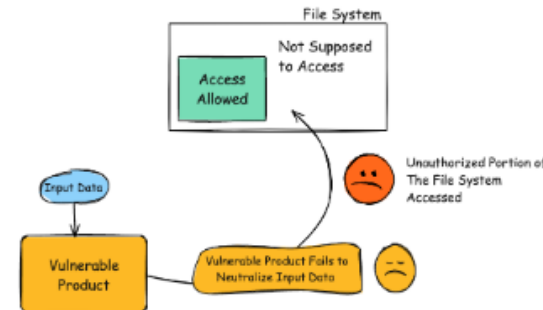 File System
Not Supposed
to Access
Access
Allowed
Unauthorized Portion of
The File System
Accessed
Input Data
Vulnerable
Product
Vulnerable Product Fails to
Neutralize Input Data